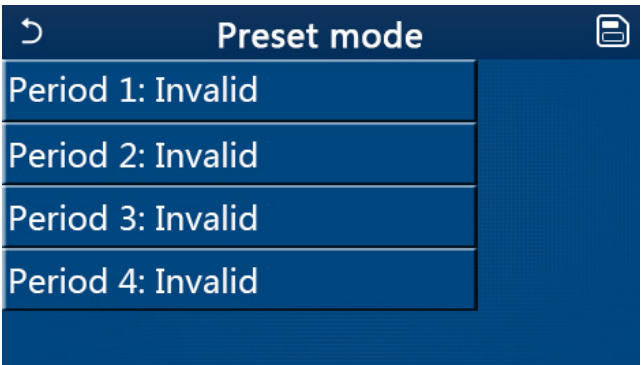 Preset mode
Period 1: Invalid
Period 2: Invalid
Period 3: Invalid
Period 4: Invalid